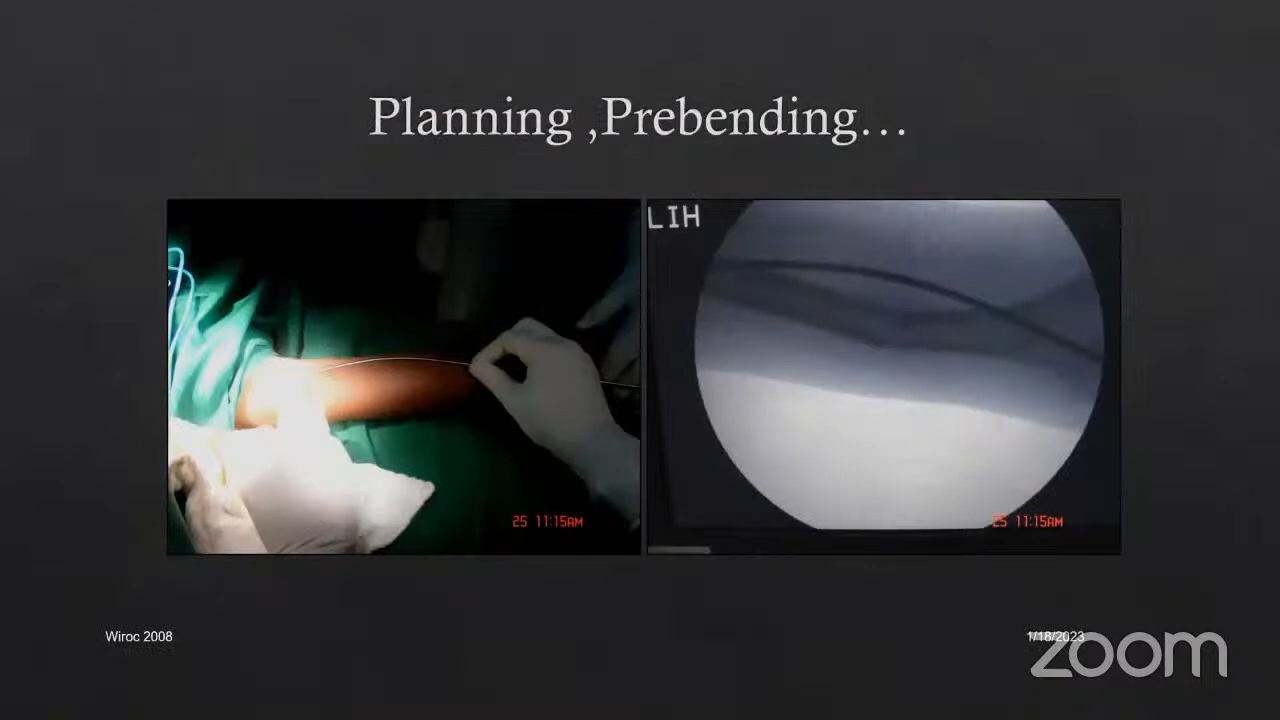 Planning ,Prebending…
LIH
25 11:15AM
25 11:15AM
Wiroc 2008
1/18/2023
zoom